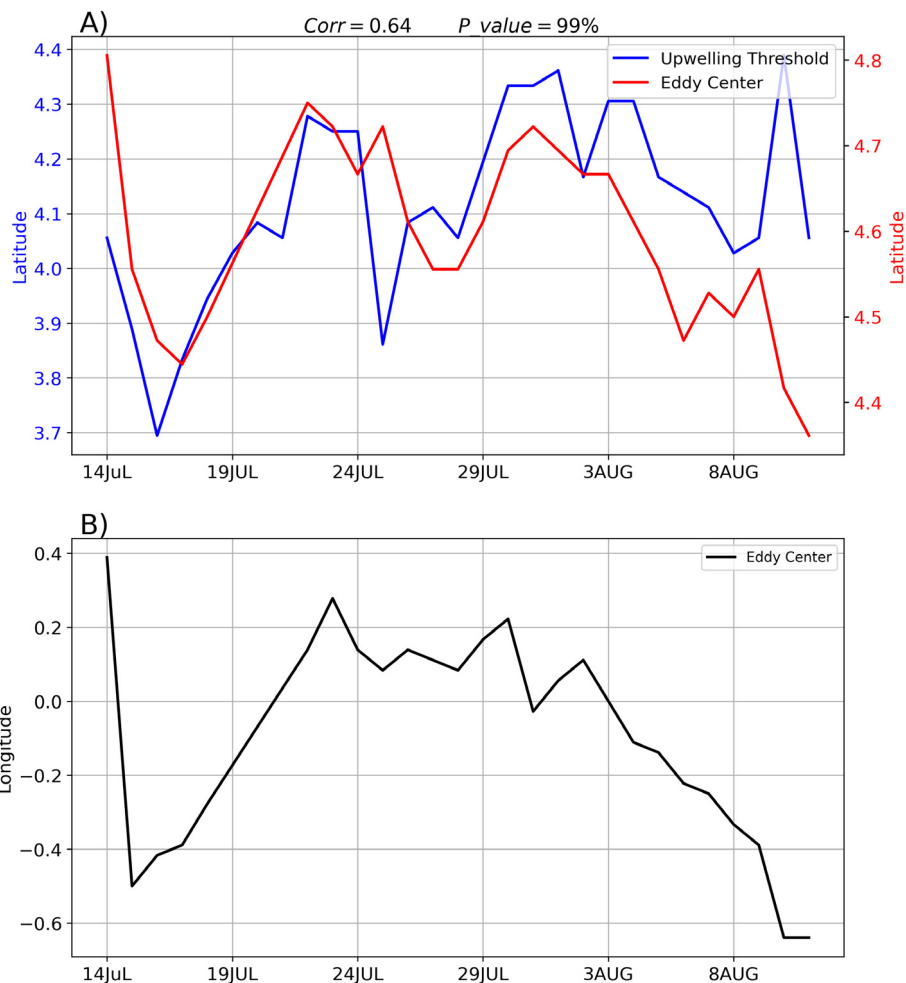 A)
Corr = 0.64 P_value = 99%
4.4
4.3
4.2
4.1
4.0
3.9
3.8
3.7
Latitude
Upwelling Threshold
Eddy Center
4.8
4.7
4.6
4.5
4.4
Latitude
14JuL 19JUL 24JUL 29JUL 3AUG 8AUG
B)
0.4
0.2
0.0
−0.2
−0.4
−0.6
Longitude
Eddy Center
14JuL 19JUL 24JUL 29JUL 3AUG 8AUG